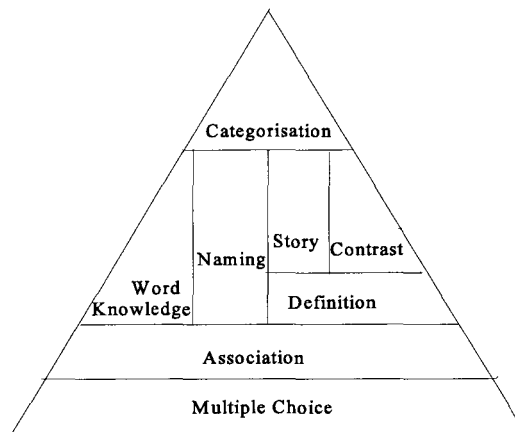 Categorisation
Naming
Story
Contrast
Word
Knowledge
Definition
Association
Multiple Choice